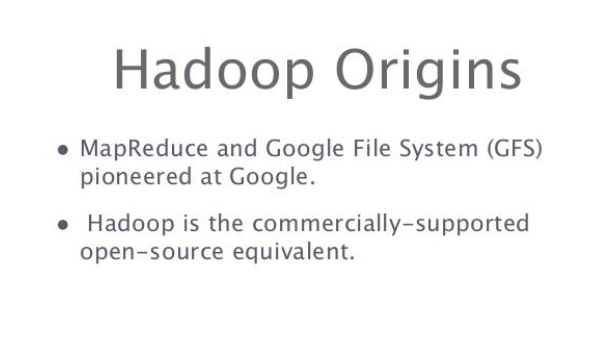 Hadoop Origins
• MapReduce and Google File System (GFS)
pioneered at Google.
• Hadoop is the commercially-supported
open-source equivalent.